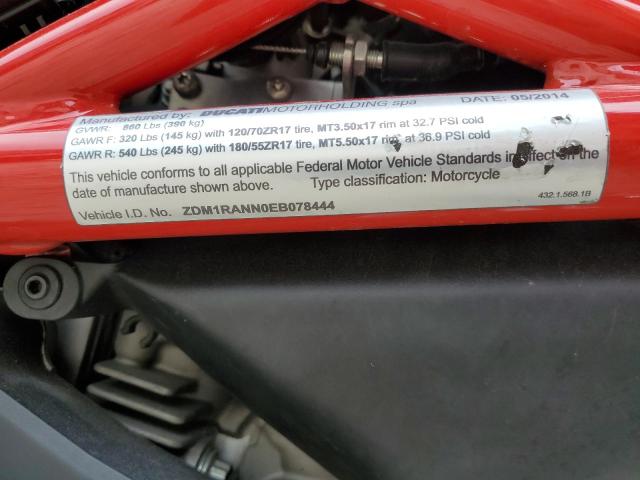 Manufactured by: DUCATIMOTORHOLDING spa DATE: 05/2014
GVWR: 860 Lbs (390 kg)
GAWR F: 320 Lbs (145 kg) with 120/70ZR17 tire, MT3.50x17 rim at 32.7 PSI cold
GAWR R: 540 Lbs (245 kg) with 180/55ZR17 tire, MT5.50x17 rim at 36.9 PSI cold
This vehicle conforms to all applicable Federal Motor Vehicle Standards in effect on the
date of manufacture shown above. Type classification: Motorcycle
Vehicle I.D. No. ZDM1RANN0EB078444
432.1.568.1B